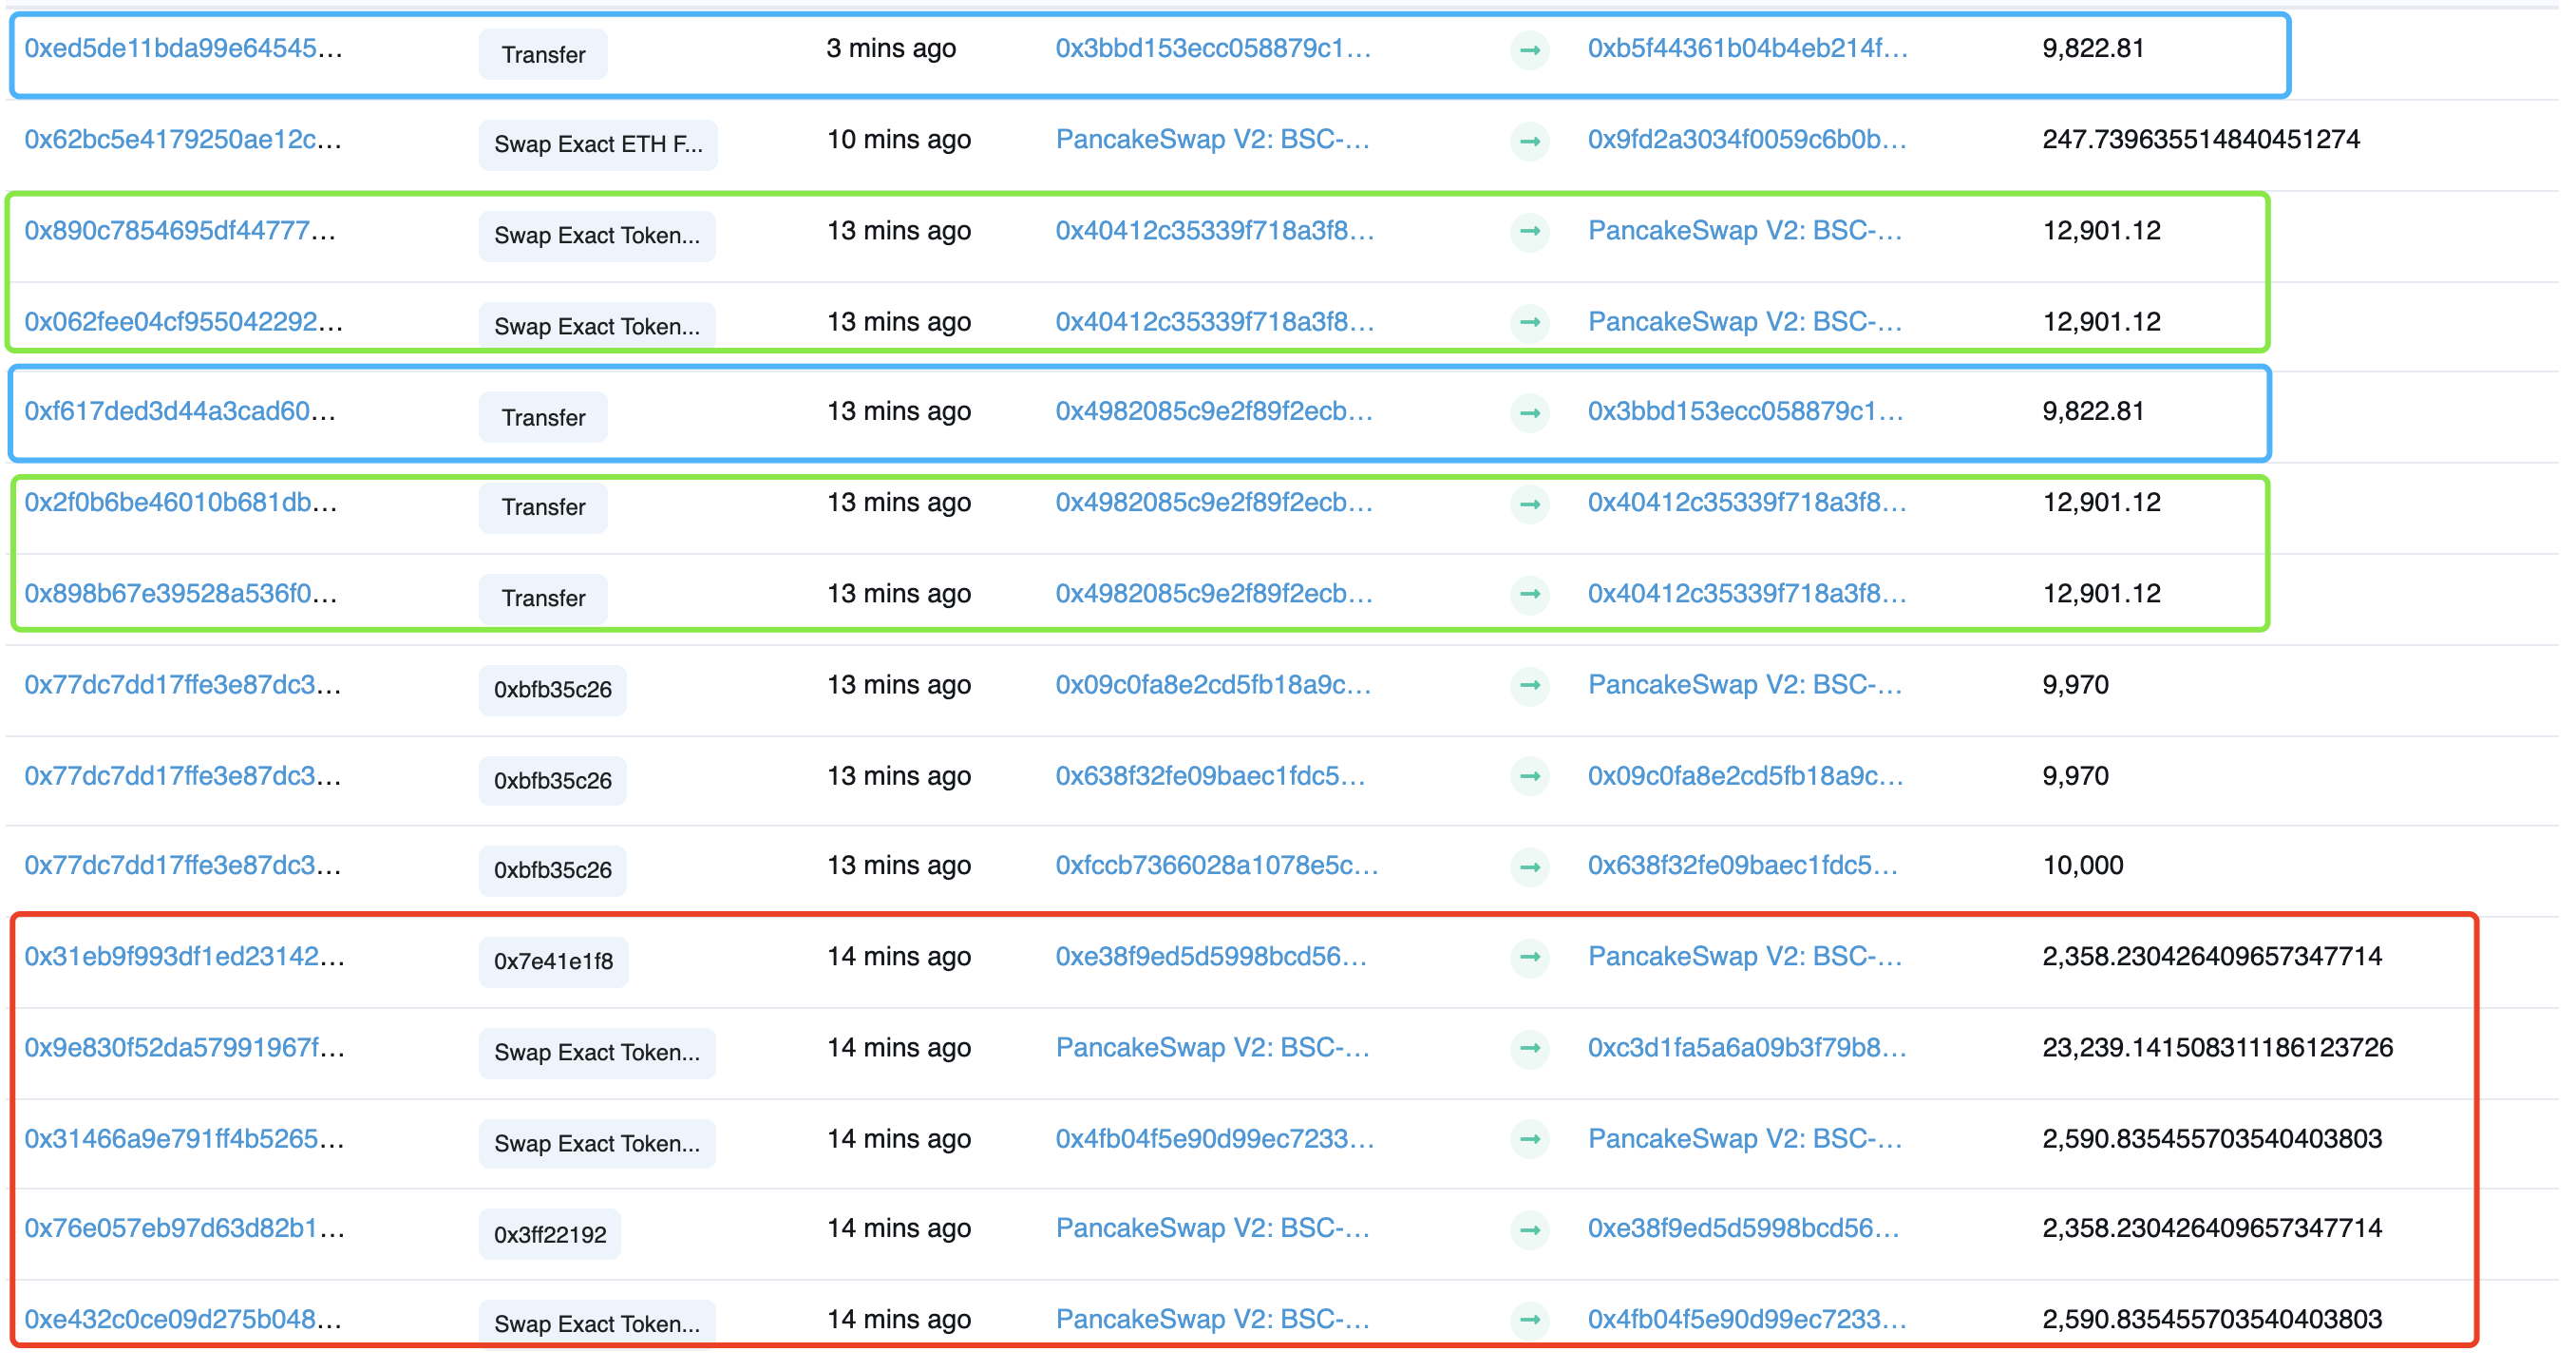 0xed5de11bda99e64545... Transfer 3 mins ago 0x3bbd153ecc058879c1... 0xb5f44361b04b4eb214f... 9,822.81
0x62bc5e4179250ae12c... Swap Exact ETH F... 10 mins ago PancakeSwap V2: BSC-... 0x9fd2a3034f0059c6b0b... 247.739635514840451274
0x890c7854695df44777... Swap Exact Token... 13 mins ago 0x40412c35339f718a3f8... PancakeSwap V2: BSC-... 12,901.12
0x062fee04cf955042292... Swap Exact Token... 13 mins ago 0x40412c35339f718a3f8... PancakeSwap V2: BSC-... 12,901.12
0xf617ded3d44a3cad60... Transfer 13 mins ago 0x4982085c9e2f89f2ecb... 0x3bbd153ecc058879c1... 9,822.81
0x2f0b6be46010b681db... Transfer 13 mins ago 0x4982085c9e2f89f2ecb... 0x40412c35339f718a3f8... 12,901.12
0x898b67e39528a536f0... Transfer 13 mins ago 0x4982085c9e2f89f2ecb... 0x40412c35339f718a3f8... 12,901.12
0x77dc7dd17ffe3e87dc3... 0xbfb35c26 13 mins ago 0x09c0fa8e2cd5fb18a9c... PancakeSwap V2: BSC-... 9,970
0x77dc7dd17ffe3e87dc3... 0xbfb35c26 13 mins ago 0x638f32fe09baec1fdc5... 0x09c0fa8e2cd5fb18a9c... 9,970
0x77dc7dd17ffe3e87dc3... 0xbfb35c26 13 mins ago 0xfccb7366028a1078e5c... 0x638f32fe09baec1fdc5... 10,000
0x31eb9f993df1ed23142... 0x7e41e1f8 14 mins ago 0xe38f9ed5d5998bcd56... PancakeSwap V2: BSC-... 2,358.230426409657347714
0x9e830f52da57991967f... Swap Exact Token... 14 mins ago PancakeSwap V2: BSC-... 0xc3d1fa5a6a09b3f79b8... 23,239.141508311186123726
0x31466a9e791ff4b5265... Swap Exact Token... 14 mins ago 0x4fb04f5e90d99ec7233... PancakeSwap V2: BSC-... 2,590.835455703540403803
0x76e057eb97d63d82b1... 0x3ff22192 14 mins ago PancakeSwap V2: BSC-... 0xe38f9ed5d5998bcd56... 2,358.230426409657347714
0xe432c0ce09d275b048... Swap Exact Token... 14 mins ago PancakeSwap V2: BSC-... 0x4fb04f5e90d99ec7233... 2,590.835455703540403803